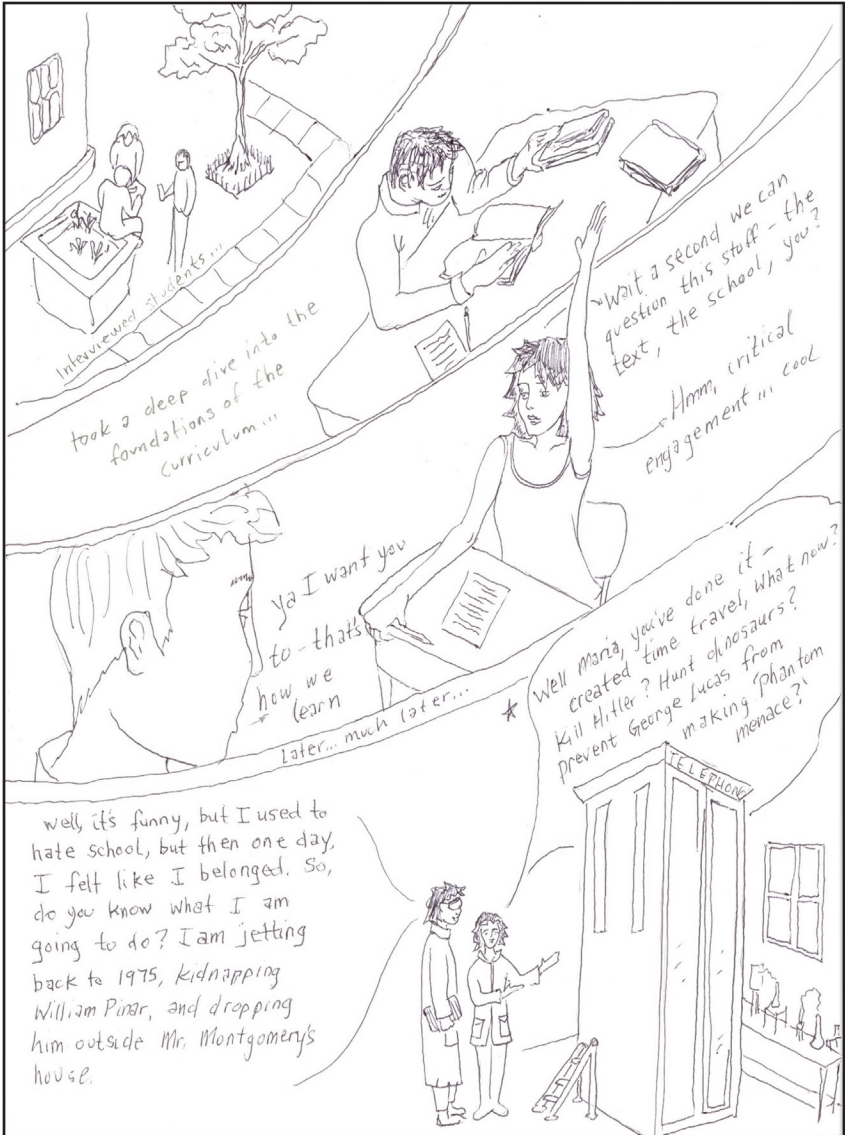 Interviewed students...
took a deep dive into the
foundations of the
curriculum...
Wait a second we can
question this stuff - the
text, the school, you?
Hmm, critical
engagement... cool
ya I want you
to - that's
how we
learn
Later... much later...
Well Maria, you've done it -
created time travel, what now?
Kill Hitler? Hunt dinosaurs?
prevent George Lucas from
making 'Phantom
menace?'
TELEPHONE
well, it's funny, but I used to
hate school, but then one day,
I felt like I belonged. So,
do you know what I am
going to do? I am jetting
back to 1975, kidnapping
William Pinar, and dropping
him outside Mr. Montgomery's
house.